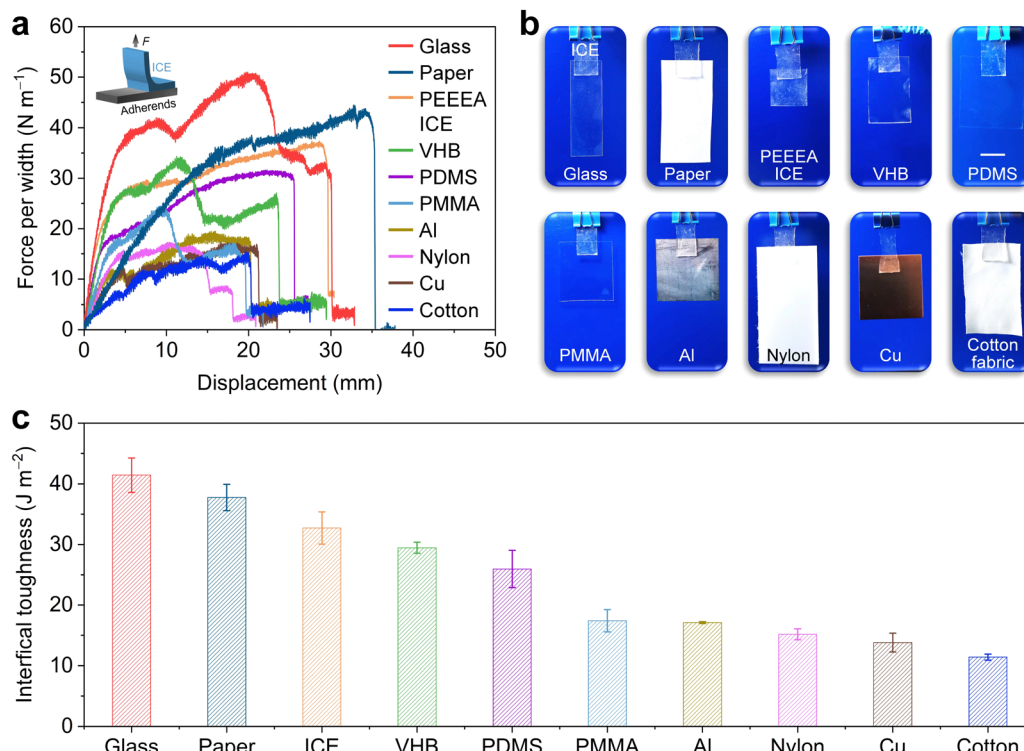 a
60
50
40
30
20
10
0
Force per width (N m⁻¹)
0 10 20 30 40 50
Displacement (mm)
F
ICE
Adherends
Glass
Paper
PEEEA
ICE
VHB
PDMS
PMMA
Al
Nylon
Cu
Cotton
b
ICE
Glass
Paper
PEEEA
ICE
VHB
PDMS
PMMA
Al
Nylon
Cu
Cotton
fabric
c
50
40
30
20
10
0
Interfical toughness (J m⁻²)
Glass Paper ICE VHB PDMS PMMA Al Nylon Cu Cotton